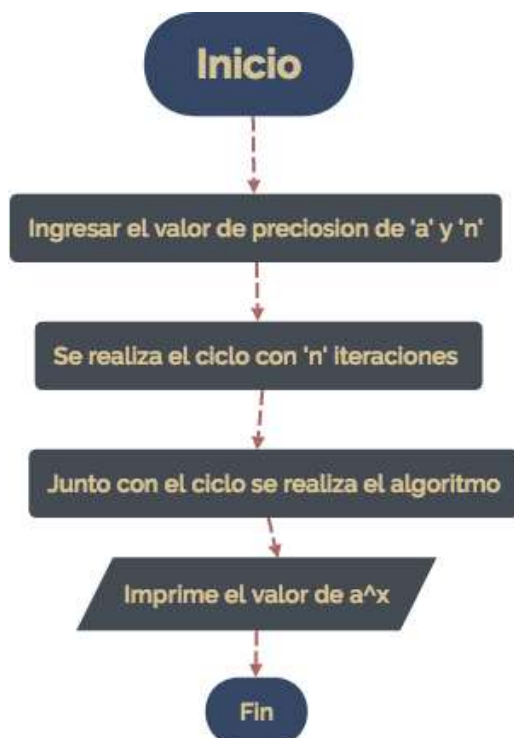 Inicio
Ingresar el valor de preciosion de 'a' y 'n'
Se realiza el ciclo con 'n' iteraciones
Junto con el ciclo se realiza el algoritmo
Imprime el valor de a^x
Fin